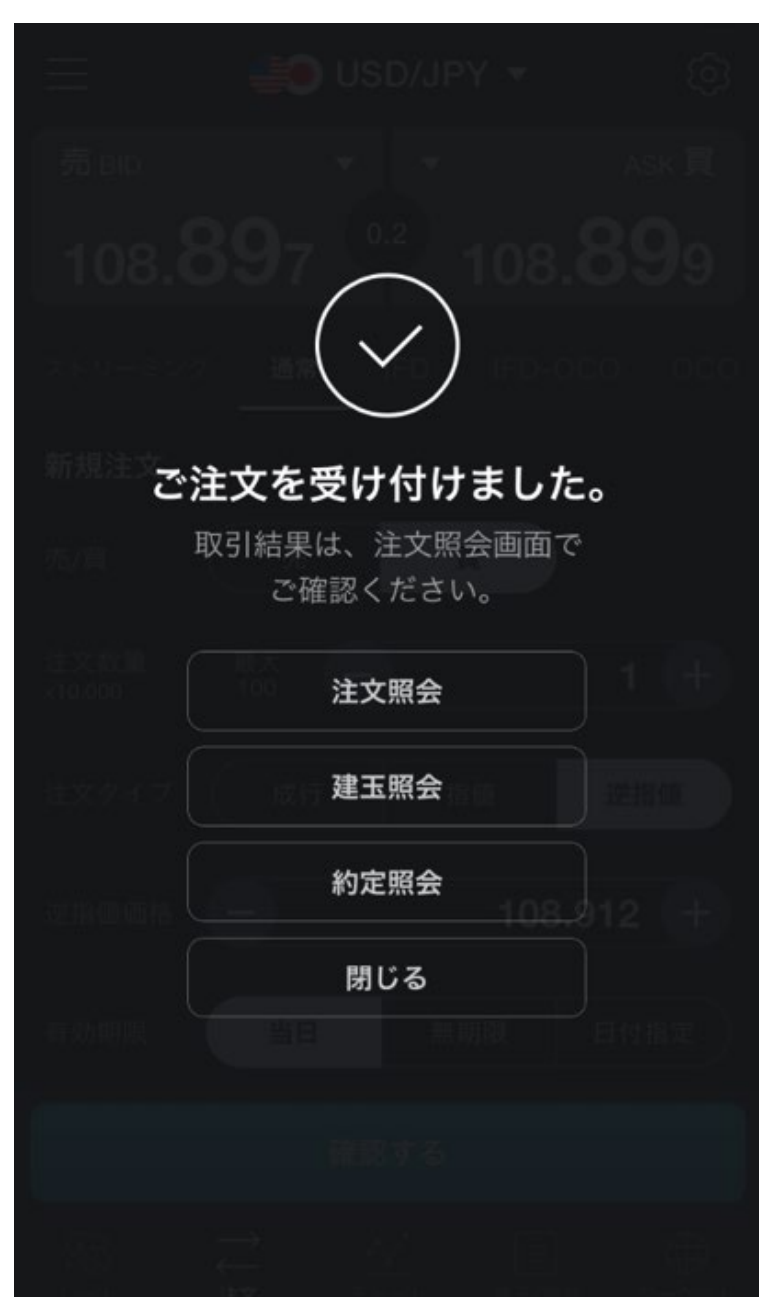 USD/JPY
売 BID
ASK 買
108.897
0.2
108.899
ストリーミング 通常 IFD IFD-OCO OCO
新規注文
ご注文を受け付けました。
取引結果は、注文照会画面で
ご確認ください。
売/買
注文数量
×10,000
最大
100
1
注文照会
注文タイプ
成行
指値
逆指値
建玉照会
約定照会
逆指値価格
108.912
閉じる
有効期限
当日
無期限
日付指定
確認する